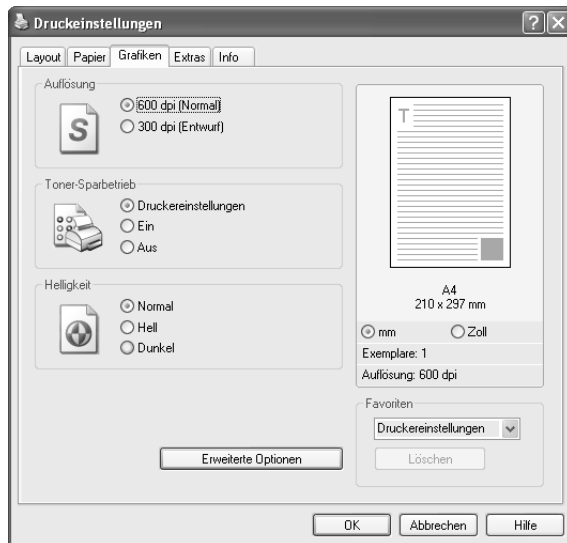 Druckeinstellungen
Layout Papier Grafiken Extras Info
Auflösung
600 dpi (Normal)
300 dpi (Entwurf)
S
Toner-Sparbetrieb
Druckereinstellungen
Ein
Aus
Helligkeit
Normal
Hell
Dunkel
Erweiterte Optionen
T
A4
210 x 297 mm
mm Zoll
Exemplare: 1
Auflösung: 600 dpi
Favoriten
Druckereinstellungen
Löschen
OK Abbrechen Hilfe